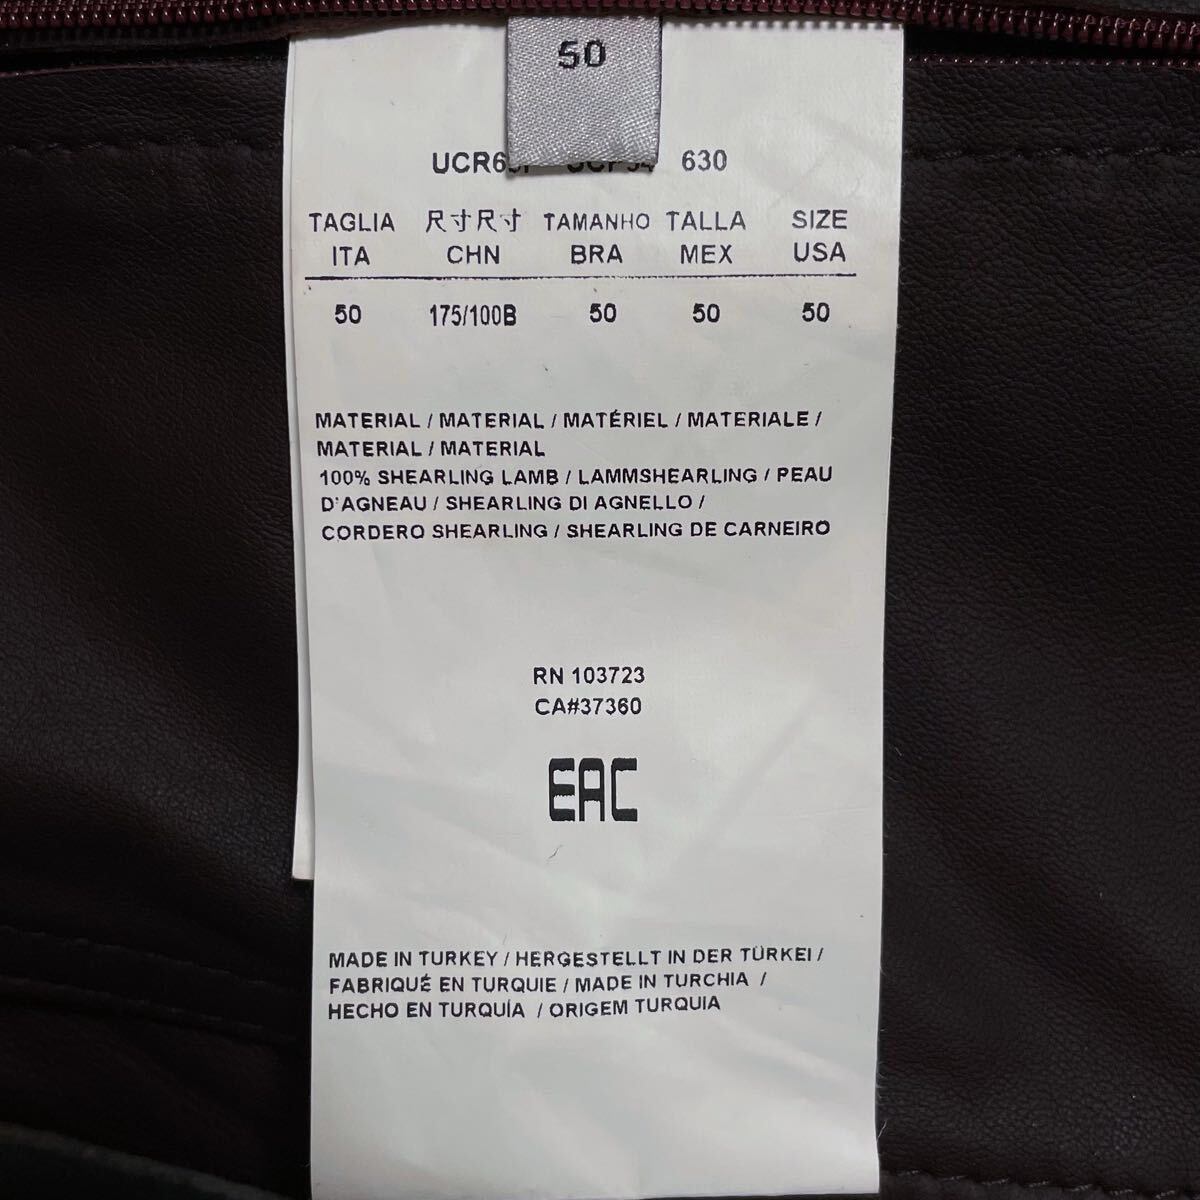 50
630
TAGLIA 尺寸尺寸 TAMANHO TALLA SIZE
ITA CHN BRA MEX USA
50 175/100B 50 50 50
MATERIAL / MATERIAL / MATÉRIEL / MATERIALE /
MATERIAL / MATERIAL
100% SHEARLING LAMB / LAMMSHEARLING / PEAU
D'AGNEAU / SHEARLING DI AGNELLO /
CORDERO SHEARLING / SHEARLING DE CARNEIRO
RN 103723
CA#37360
EAC
MADE IN TURKEY / HERGESTELLT IN DER TÜRKEI /
FABRIQUÉ EN TURQUIE / MADE IN TURCHIA /
HECHO EN TURQUÍA / ORIGEM TURQUIA